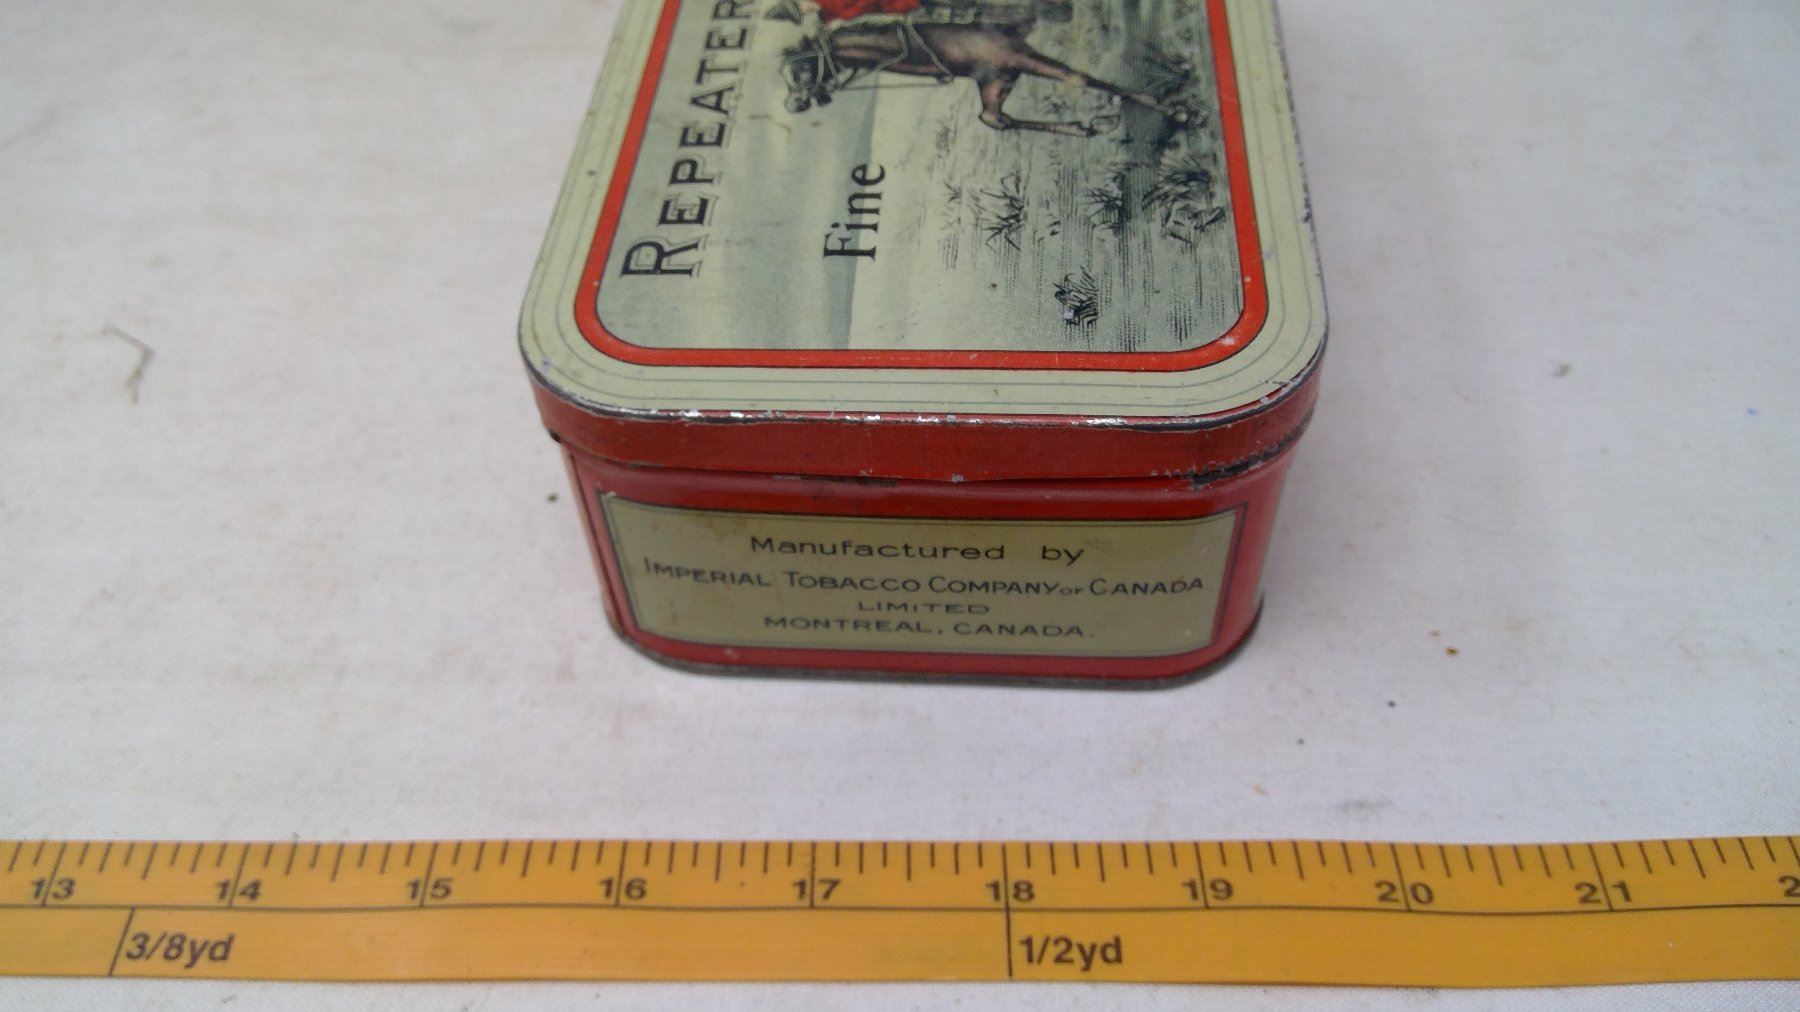 REPEATER
Fine
Manufactured by
IMPERIAL TOBACCO COMPANY OF CANADA
LIMITED
MONTREAL, CANADA.
13 14 15 16 17 18 19 20 21
3/8yd 1/2yd